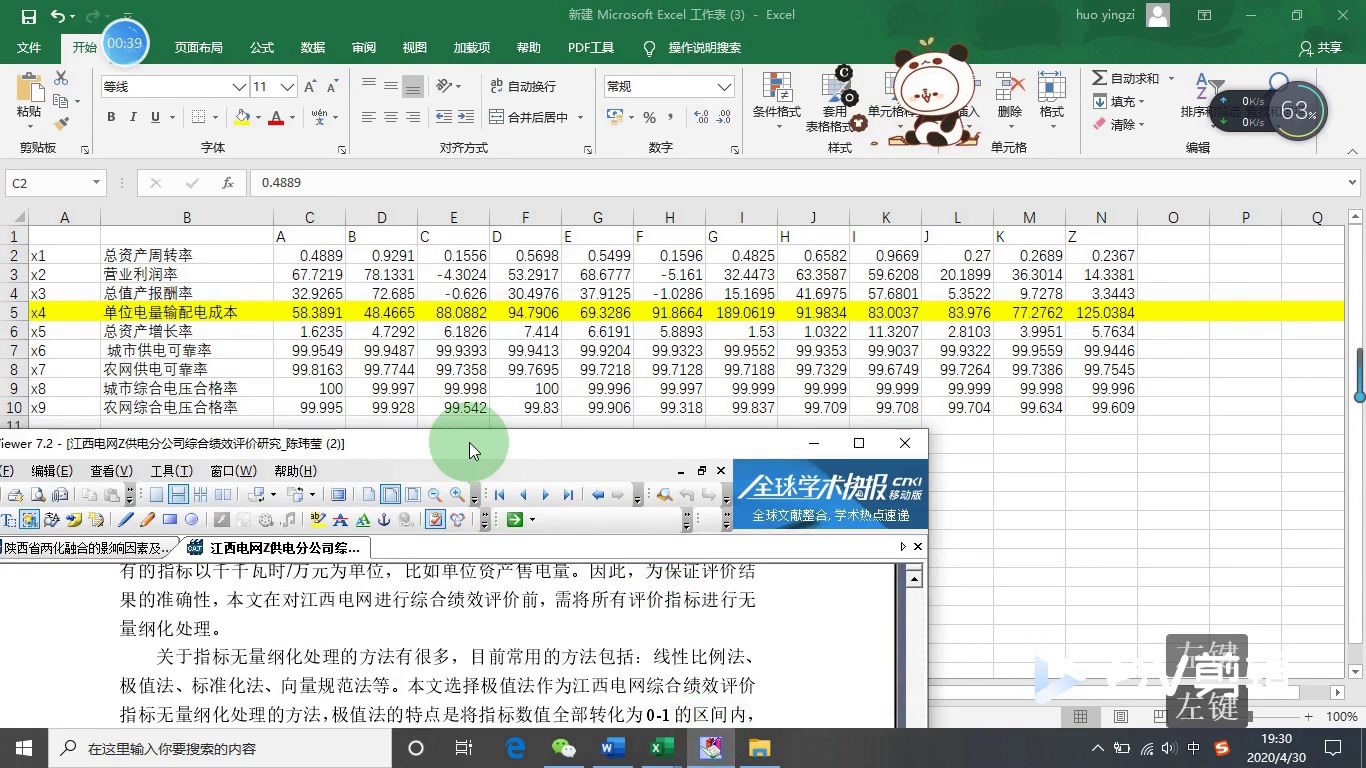 新建 Microsoft Excel 工作表 (3) - Excel
huo yingzi
文件 开始 00:39 页面布局 公式 数据 审阅 视图 加载项 帮助 PDF工具 操作说明搜索 共享
粘贴 等线 11 自动换行 常规 条件格式 套用 表格格式 单元格样 插入 删除 格式 自动求和 填充 清除 排序
B I U 合并后居中
0K/s 0K/s 63%
剪贴板 字体 对齐方式 数字 样式 单元格 编辑
C2 fx 0.4889
A B C D E F G H I J K L M N O P Q
1 A B C D E F G H I J K Z
2 x1 总资产周转率 0.4889 0.9291 0.1556 0.5698 0.5499 0.1596 0.4825 0.6582 0.9669 0.27 0.2689 0.2367
3 x2 营业利润率 67.7219 78.1331 -4.3024 53.2917 68.6777 -5.161 32.4473 63.3587 59.6208 20.1899 36.3014 14.3381
4 x3 总值产报酬率 32.9265 72.685 -0.626 30.4976 37.9125 -1.0286 15.1695 41.6975 57.6801 5.3522 9.7278 3.3443
5 x4 单位电量输配电成本 58.3891 48.4665 88.0882 94.7906 69.3286 91.8664 189.0619 91.9834 83.0037 83.976 77.2762 125.0384
6 x5 总资产增长率 1.6235 4.7292 6.1826 7.414 6.6191 5.8893 1.53 1.0322 11.3207 2.8103 3.9951 5.7634
7 x6 城市供电可靠率 99.9549 99.9487 99.9393 99.9413 99.9204 99.9323 99.9552 99.9353 99.9037 99.9322 99.9559 99.9446
8 x7 农网供电可靠率 99.8163 99.7744 99.7358 99.7695 99.7218 99.7128 99.7188 99.7329 99.6749 99.7264 99.7386 99.7545
9 x8 城市综合电压合格率 100 99.997 99.998 100 99.996 99.997 99.999 99.999 99.999 99.999 99.998 99.996
10 x9 农网综合电压合格率 99.995 99.928 99.542 99.83 99.906 99.318 99.837 99.709 99.708 99.704 99.634 99.609
11
iewer 7.2 - [江西电网Z供电分公司综合绩效评价研究_陈玮莹 (2)]
(F) 编辑(E) 查看(V) 工具(T) 窗口(W) 帮助(H)
全球学术快报 cnki 移动版
全球文献整合, 学术热点速递
陕西省两化融合的影响因素及... 江西电网Z供电分公司综...
有的指标以千千瓦时/万元为单位，比如单位资产售电量。因此，为保证评价结
果的准确性，本文在对江西电网进行综合绩效评价前，需将所有评价指标进行无
量纲化处理。
关于指标无量纲化处理的方法有很多，目前常用的方法包括：线性比例法、
极值法、标准化法、向量规范法等。本文选择极值法作为江西电网综合绩效评价
指标无量纲化处理的方法，极值法的特点是将指标数值全部转化为 0-1 的区间内，
左键
左键
100%
在这里输入你要搜索的内容
中
19:30
2020/4/30